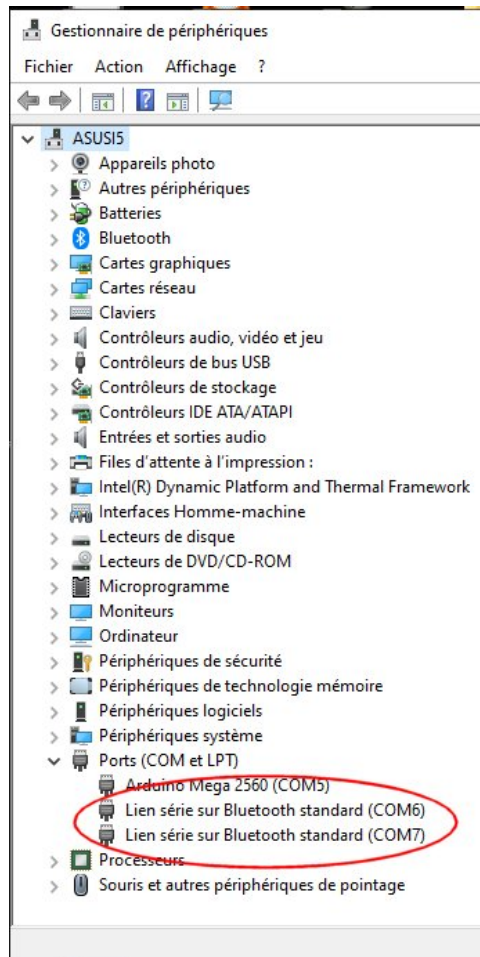 Gestionnaire de périphériques
Fichier Action Affichage ?
ASUSI5
Appareils photo
Autres périphériques
Batteries
Bluetooth
Cartes graphiques
Cartes réseau
Claviers
Contrôleurs audio, vidéo et jeu
Contrôleurs de bus USB
Contrôleurs de stockage
Contrôleurs IDE ATA/ATAPI
Entrées et sorties audio
Files d'attente à l'impression :
Intel(R) Dynamic Platform and Thermal Framework
Interfaces Homme-machine
Lecteurs de disque
Lecteurs de DVD/CD-ROM
Microprogramme
Moniteurs
Ordinateur
Périphériques de sécurité
Périphériques de technologie mémoire
Périphériques logiciels
Périphériques système
Ports (COM et LPT)
Arduino Mega 2560 (COM5)
Lien série sur Bluetooth standard (COM6)
Lien série sur Bluetooth standard (COM7)
Processeurs
Souris et autres périphériques de pointage